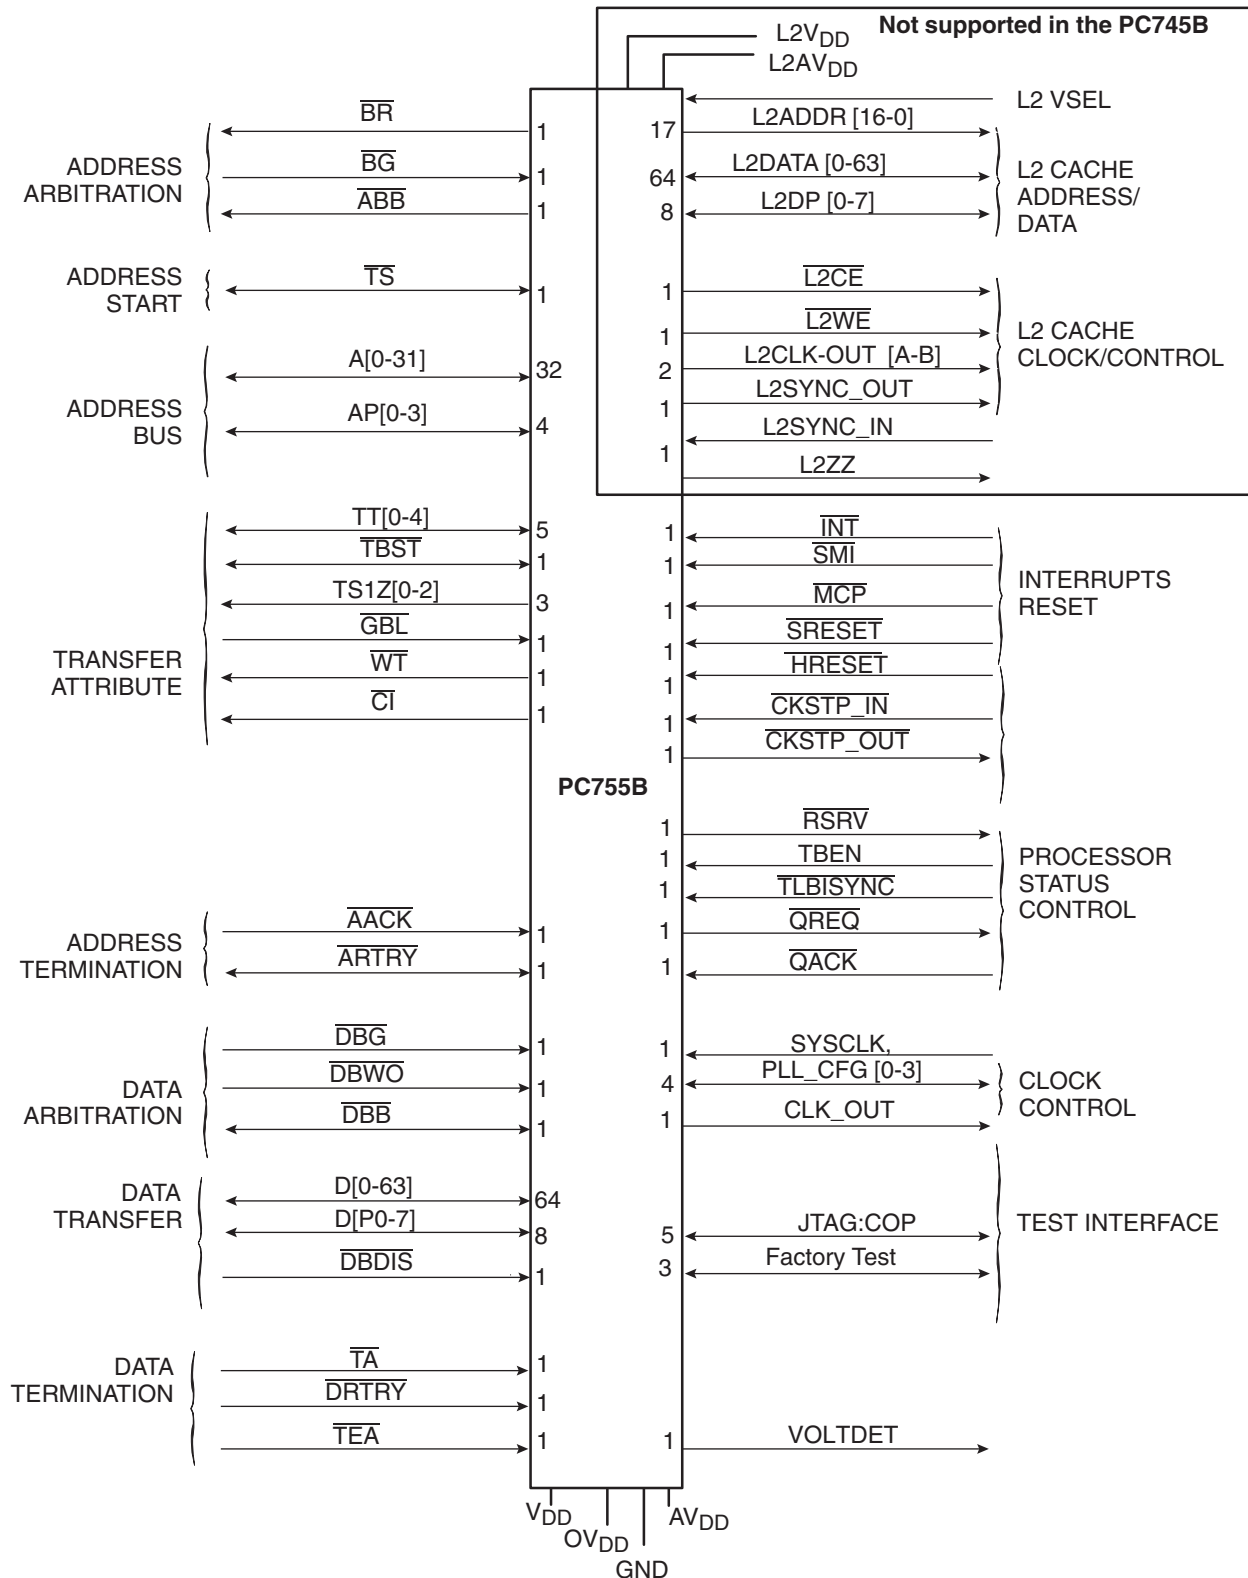 Not supported in the PC745B
L2VDD
L2AVDD
L2 VSEL
BR
1
17
L2ADDR [16-0]
ADDRESS
ARBITRATION
BG
1
64
L2DATA [0-63]
L2 CACHE
ADDRESS/
DATA
ABB
1
8
L2DP [0-7]
ADDRESS
START
TS
1
1
L2CE
1
L2WE
L2 CACHE
CLOCK/CONTROL
A[0-31]
32
2
L2CLK-OUT [A-B]
1
L2SYNC_OUT
ADDRESS
BUS
AP[0-3]
4
1
L2SYNC_IN
L2ZZ
TT[0-4]
5
1
INT
TBST
1
1
SMI
INTERRUPTS
RESET
TS1Z[0-2]
3
1
MCP
GBL
1
1
SRESET
TRANSFER
ATTRIBUTE
WT
1
1
HRESET
CI
1
1
CKSTP_IN
1
CKSTP_OUT
PC755B
1
RSRV
1
TBEN
PROCESSOR
STATUS
CONTROL
1
TLBISYNC
ADDRESS
TERMINATION
AACK
1
1
QREQ
ARTRY
1
1
QACK
DBG
1
1
SYSCLK,
DATA
ARBITRATION
DBWO
1
4
PLL_CFG [0-3]
CLOCK
CONTROL
DBB
1
1
CLK_OUT
DATA
TRANSFER
D[0-63]
64
D[P0-7]
8
5
JTAG:COP
TEST INTERFACE
DBDIS
1
3
Factory Test
DATA
TERMINATION
TA
1
DRTRY
1
TEA
1
1
VOLTDET
VDD
OVDD
GND
AVDD